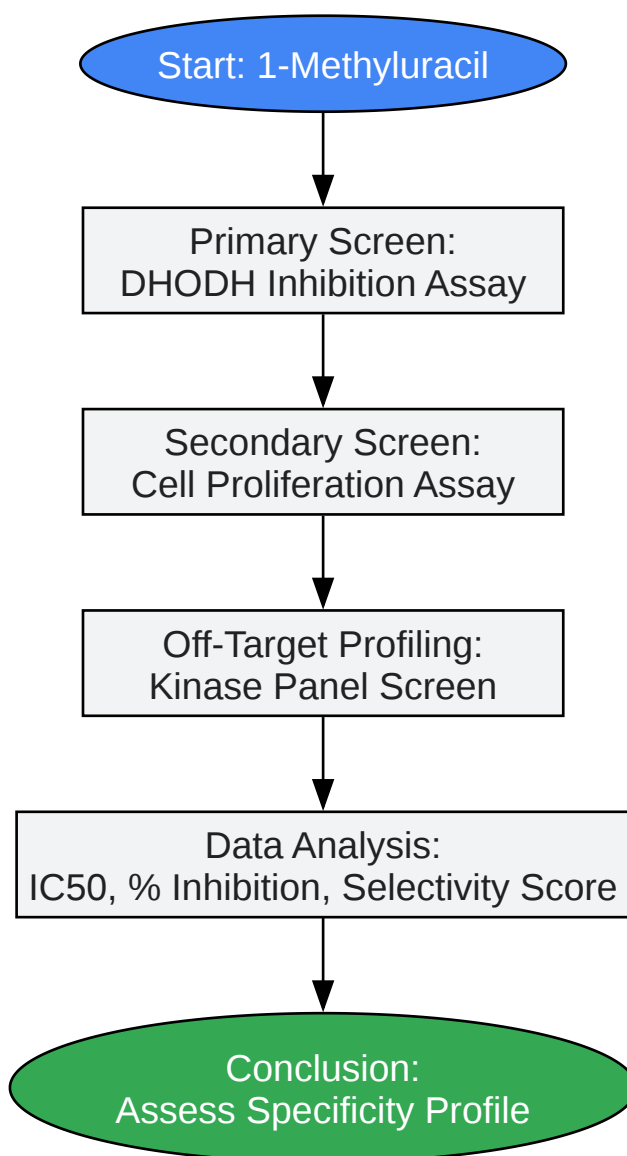 Start: 1-Methyluracil
Primary Screen:
DHODH Inhibition Assay
Secondary Screen:
Cell Proliferation Assay
Off-Target Profiling:
Kinase Panel Screen
Data Analysis:
IC50, % Inhibition, Selectivity Score
Conclusion:
Assess Specificity Profile